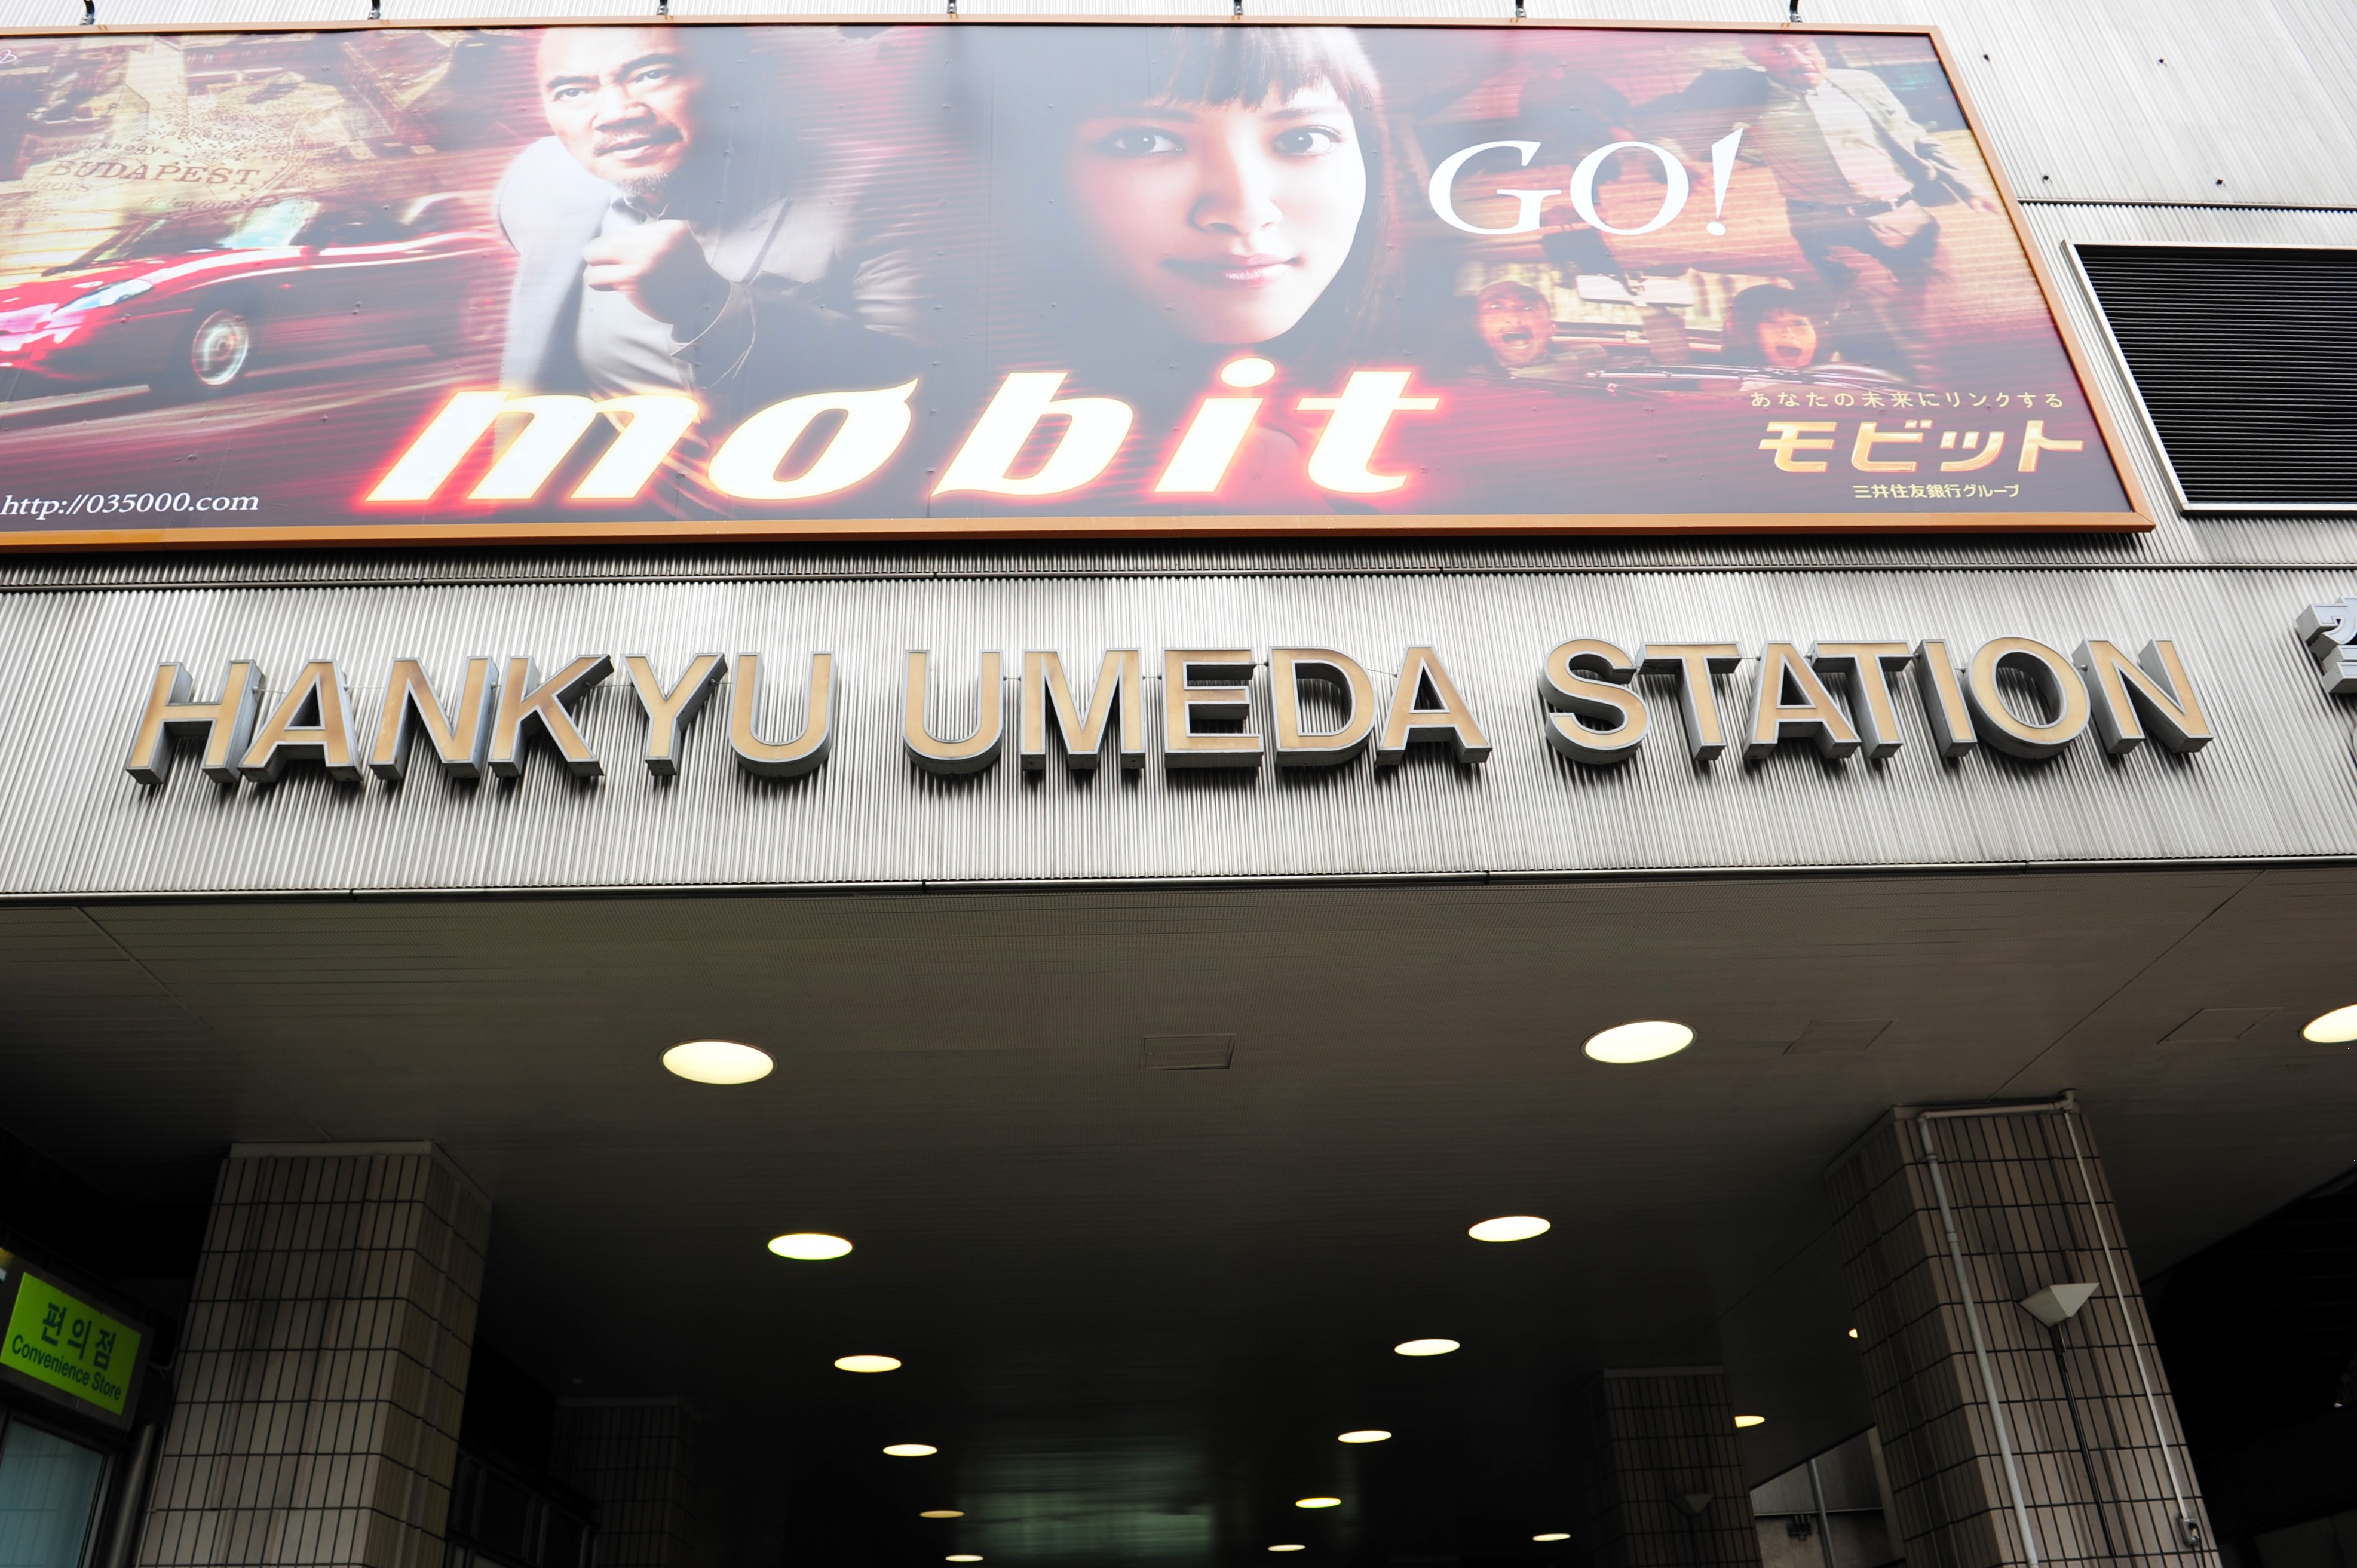 BUDAPEST
GO!
mobit
あなたの未来にリンクする
モビット
三井住友銀行グループ
http://035000.com
HANKYU UMEDA STATION
편의점
Convenience Store